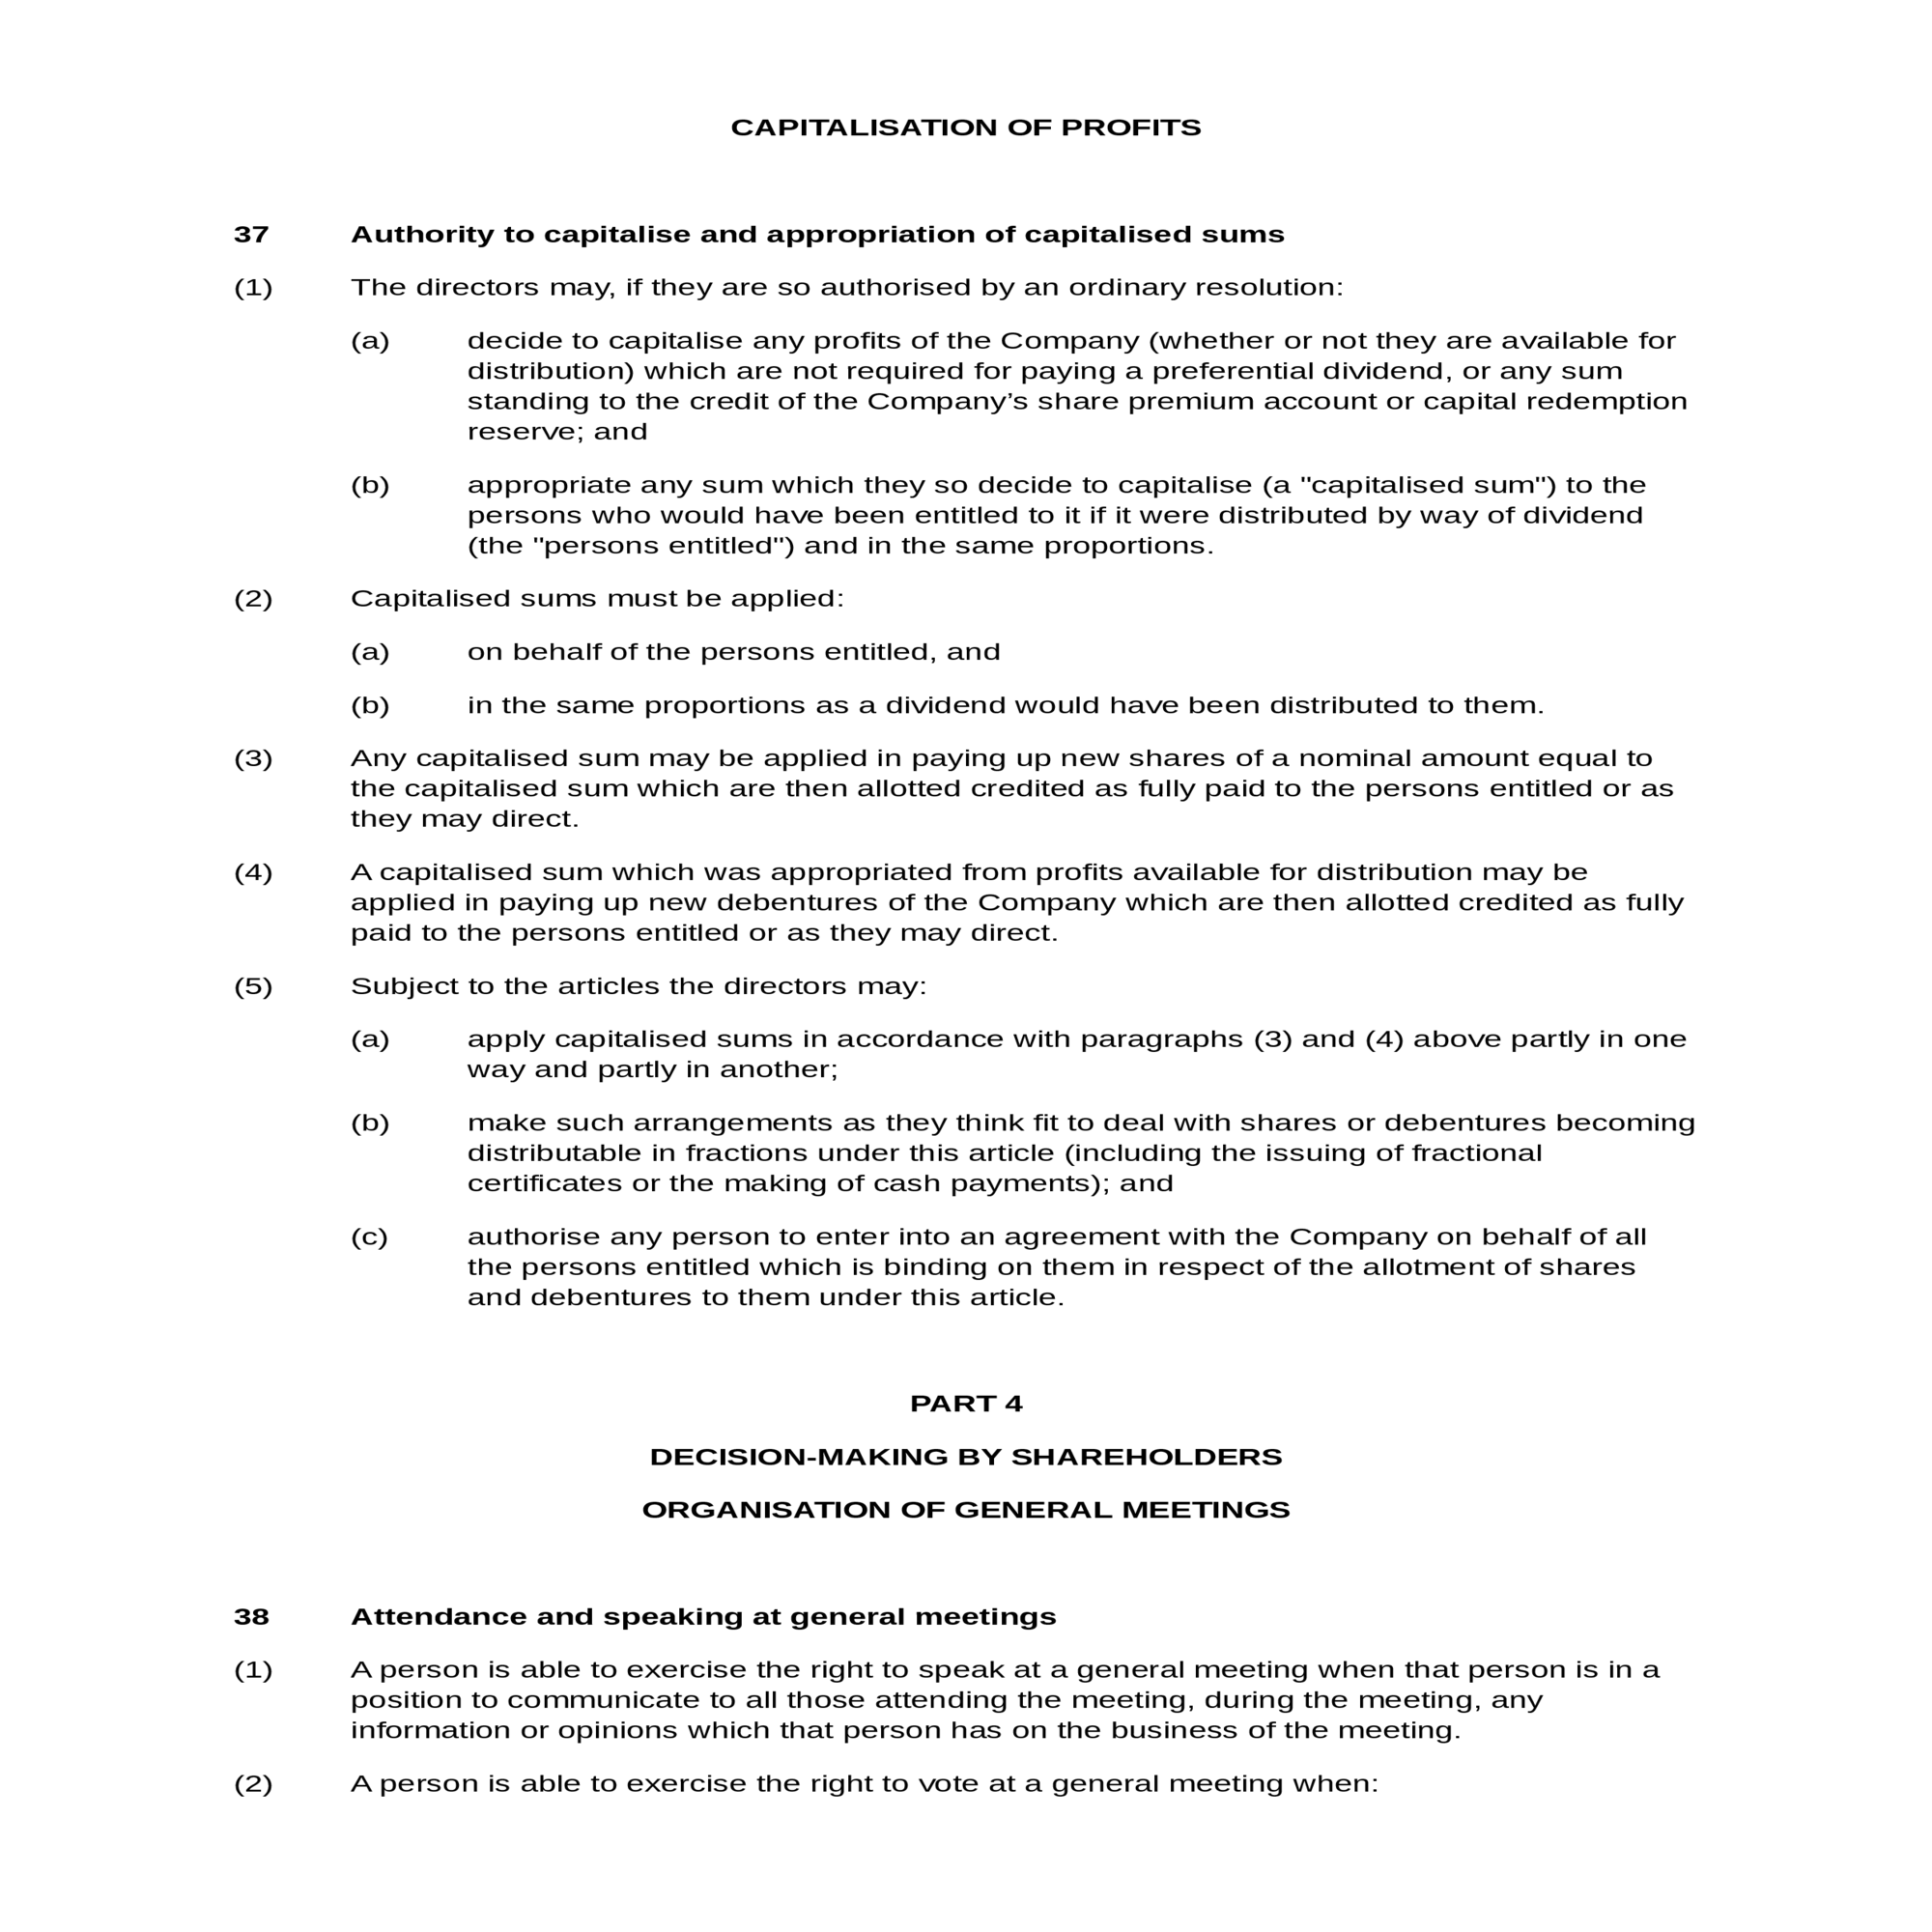 CAPITALISATION OF PROFITS
37 Authority to capitalise and appropriation of capitalised sums
(1) The directors may, if they are so authorised by an ordinary resolution:
(a) decide to capitalise any profits of the Company (whether or not they are available for
distribution) which are not required for paying a preferential dividend, or any sum
standing to the credit of the Company’s share premium account or capital redemption
reserve; and
(b) appropriate any sum which they so decide to capitalise (a "capitalised sum") to the
persons who would have been entitled to it if it were distributed by way of dividend
(the "persons entitled") and in the same proportions.
(2) Capitalised sums must be applied:
(a) on behalf of the persons entitled, and
(b) in the same proportions as a dividend would have been distributed to them.
(3) Any capitalised sum may be applied in paying up new shares of a nominal amount equal to
the capitalised sum which are then allotted credited as fully paid to the persons entitled or as
they may direct.
(4) A capitalised sum which was appropriated from profits available for distribution may be
applied in paying up new debentures of the Company which are then allotted credited as fully
paid to the persons entitled or as they may direct.
(5) Subject to the articles the directors may:
(a) apply capitalised sums in accordance with paragraphs (3) and (4) above partly in one
way and partly in another;
(b) make such arrangements as they think fit to deal with shares or debentures becoming
distributable in fractions under this article (including the issuing of fractional
certificates or the making of cash payments); and
(c) authorise any person to enter into an agreement with the Company on behalf of all
the persons entitled which is binding on them in respect of the allotment of shares
and debentures to them under this article.
PART 4
DECISION-MAKING BY SHAREHOLDERS
ORGANISATION OF GENERAL MEETINGS
38 Attendance and speaking at general meetings
(1) A person is able to exercise the right to speak at a general meeting when that person is in a
position to communicate to all those attending the meeting, during the meeting, any
information or opinions which that person has on the business of the meeting.
(2) A person is able to exercise the right to vote at a general meeting when: